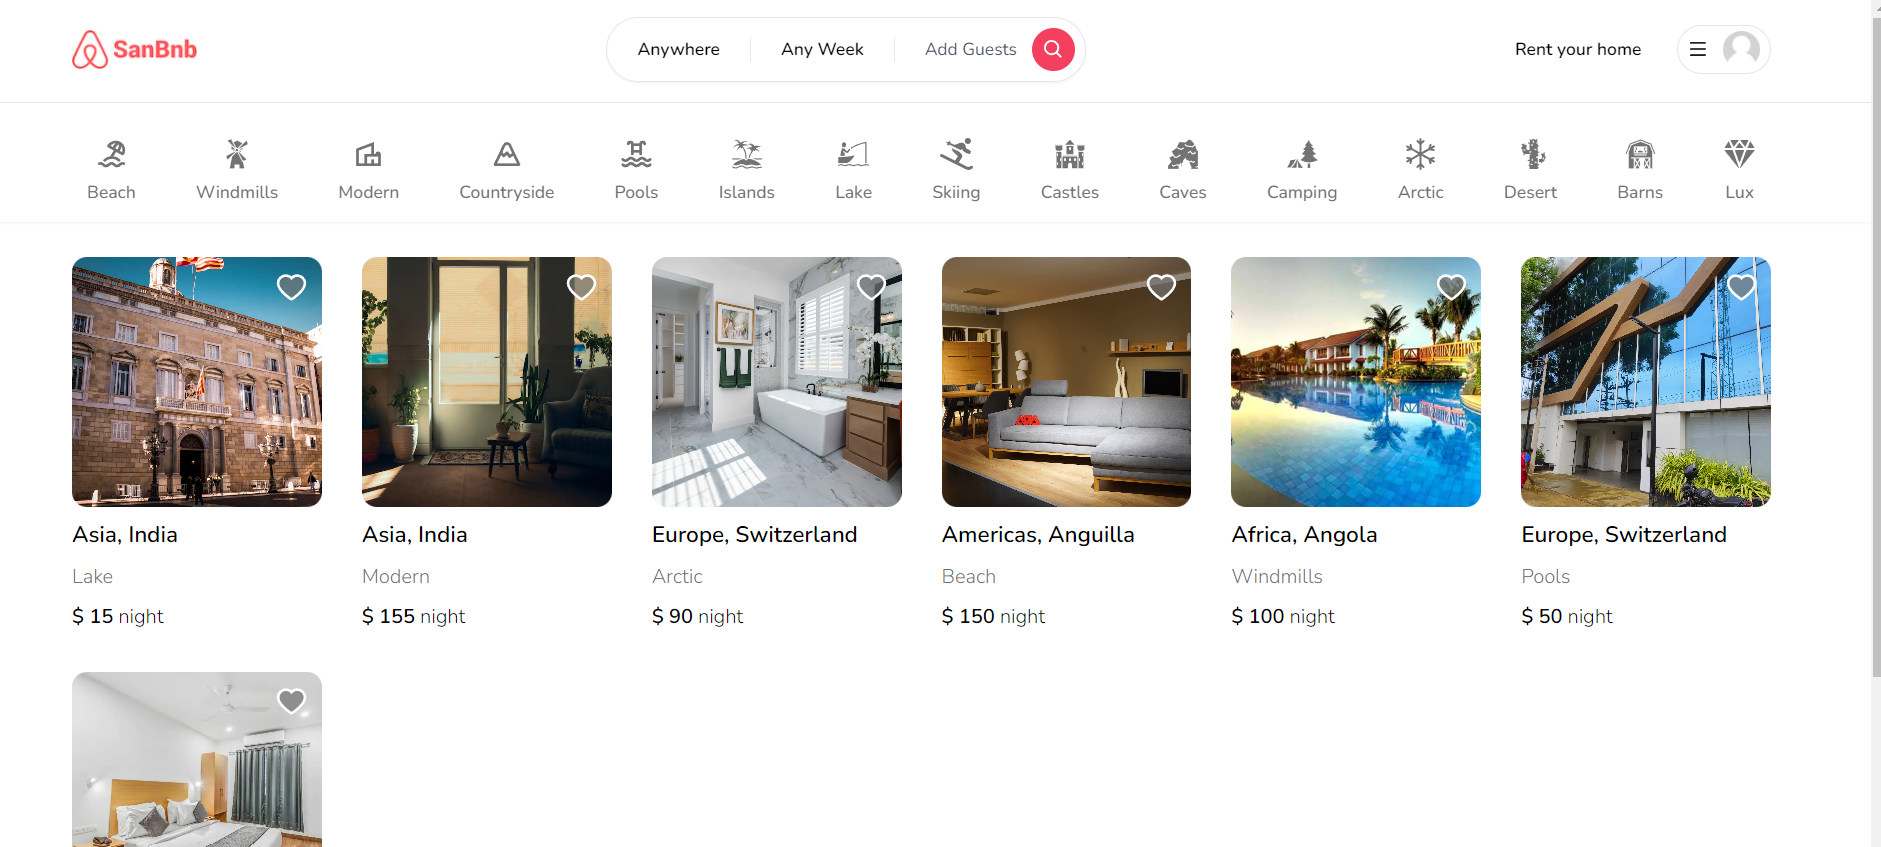 SanBnb
Anywhere
Any Week
Add Guests
Rent your home
Beach
Windmills
Modern
Countryside
Pools
Islands
Lake
Skiing
Castles
Caves
Camping
Arctic
Desert
Barns
Lux
Asia, India
Lake
$ 15 night
Asia, India
Modern
$ 155 night
Europe, Switzerland
Arctic
$ 90 night
Americas, Anguilla
Beach
$ 150 night
Africa, Angola
Windmills
$ 100 night
Europe, Switzerland
Pools
$ 50 night